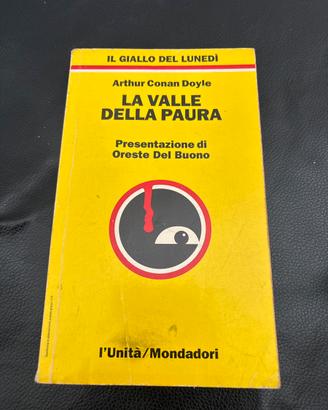 IL GIALLO DEL LUNEDÌ
Arthur Conan Doyle
LA VALLE
DELLA PAURA
Presentazione di
Oreste Del Buono
l'Unità/Mondadori